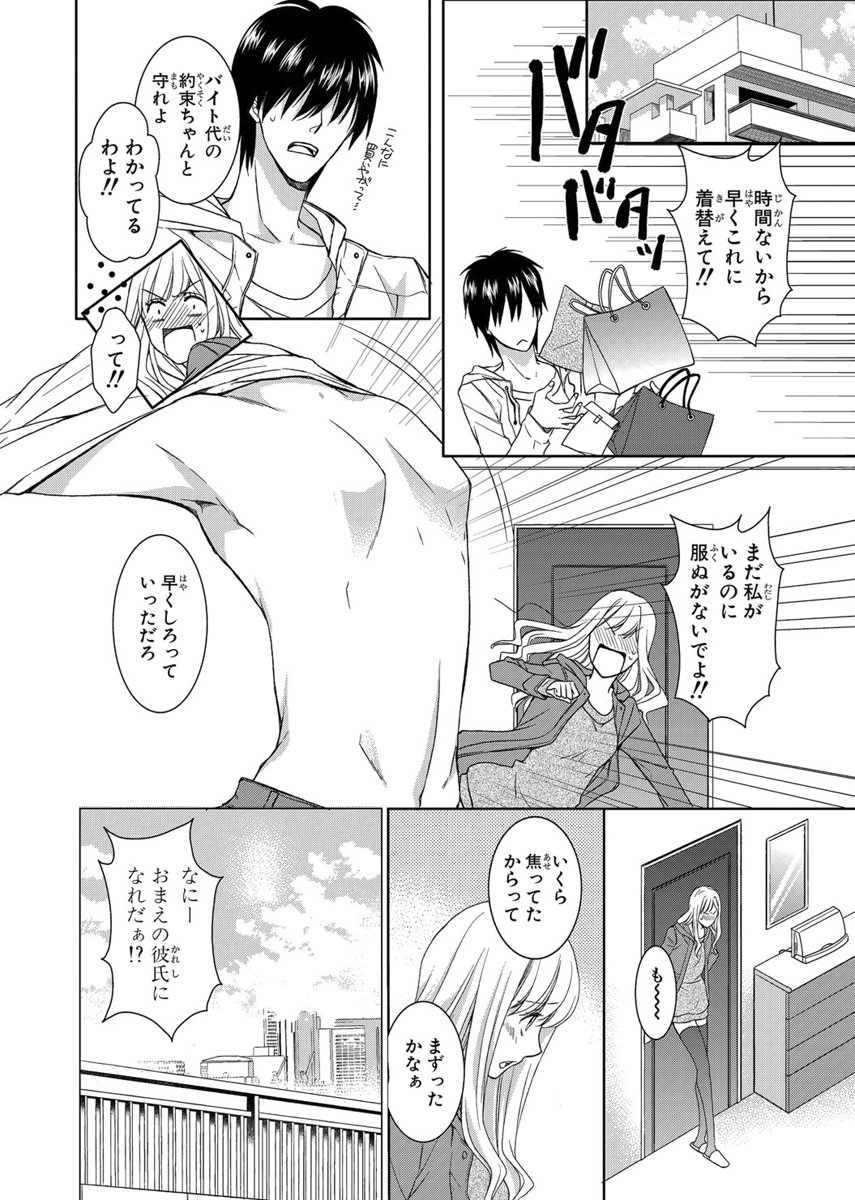 バタ
バタ
時間ないから
早くこれに
着替えて!!
バイト代の
約束ちゃんと
守れよ
こんなに
買いやがって…
わかってる
わよ!!
って!!
まだ私が
いるのに
服ぬがないでよ!!
早くしろって
いっただろ
も〜〜
いくら
焦ってた
からって
まずった
かなぁ
なにー
おまえの彼氏に
なれだぁ!?